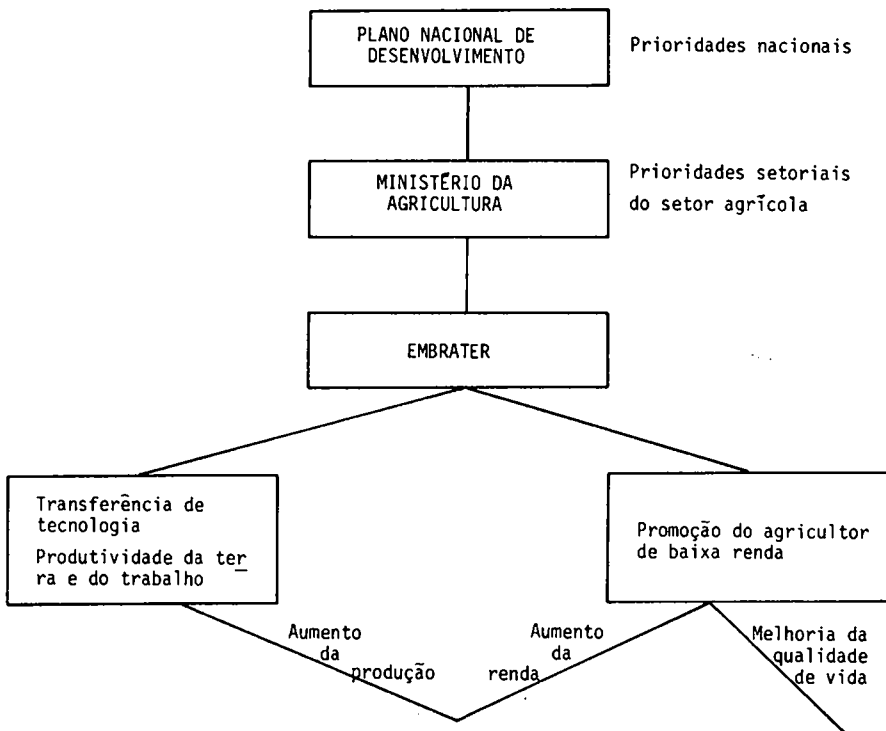 PLANO NACIONAL DE
DESENVOLVIMENTO
Prioridades nacionais
MINISTÉRIO DA
AGRICULTURA
Prioridades setoriais
do setor agrícola
EMBRATER
Transferência de
tecnologia
Produtividade da ter
ra e do trabalho
Promoção do agricultor
de baixa renda
Aumento
da
produção
Aumento
da
renda
Melhoria da
qualidade
de vida